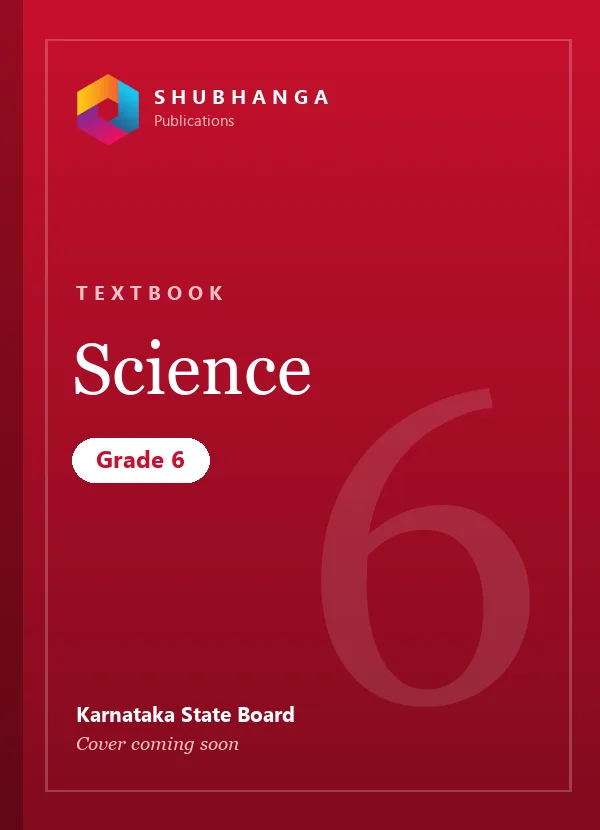 SHUBHANGA
Publications
TEXTBOOK
Science
Grade 6
6
Karnataka State Board
Cover coming soon